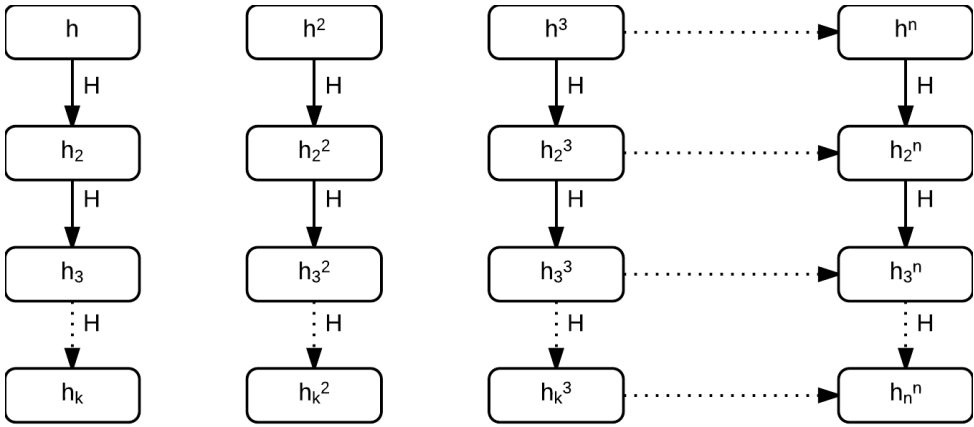 h h² h³ hⁿ
H H H H
h₂ h₂² h₂³ h₂ⁿ
H H H H
h₃ h₃² h₃³ h₃ⁿ
H H H H
hₖ hₖ² hₖ³ hₙⁿ